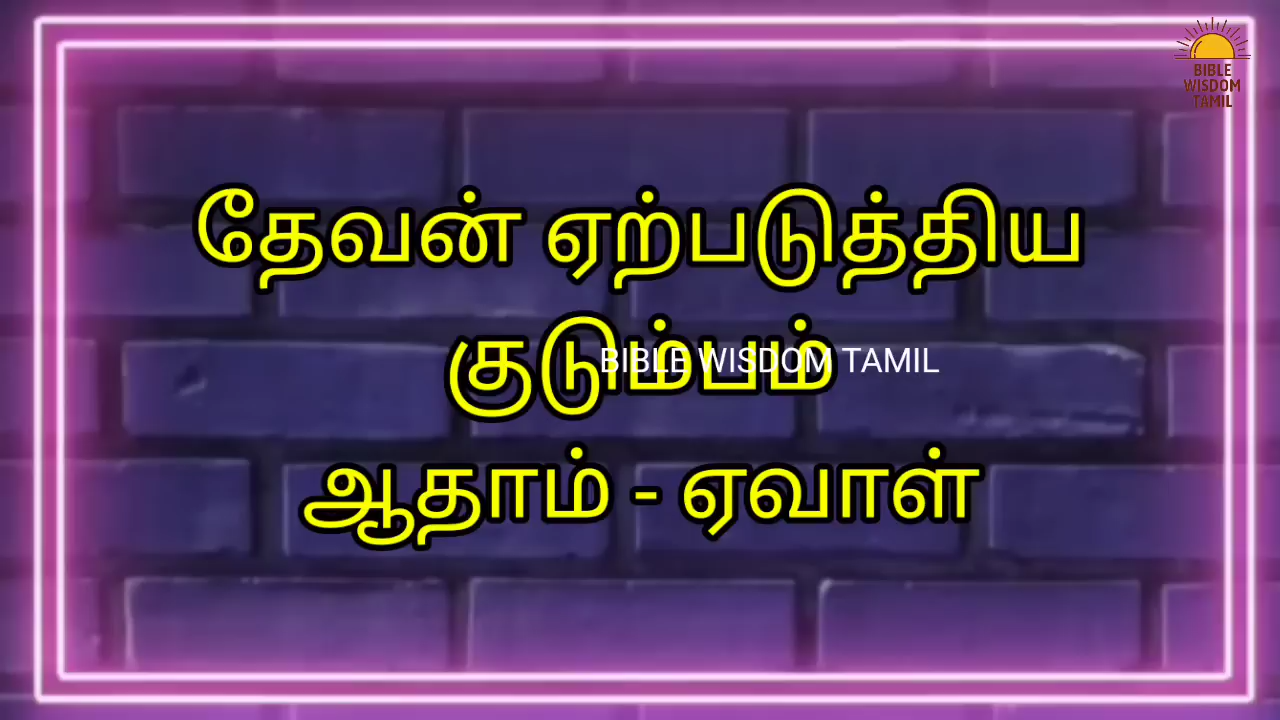 BIBLE
WISDOM
TAMIL
தேவன் ஏற்படுத்திய
குடும்பம்
BIBLE WISDOM TAMIL
ஆதாம் - ஏவாள்